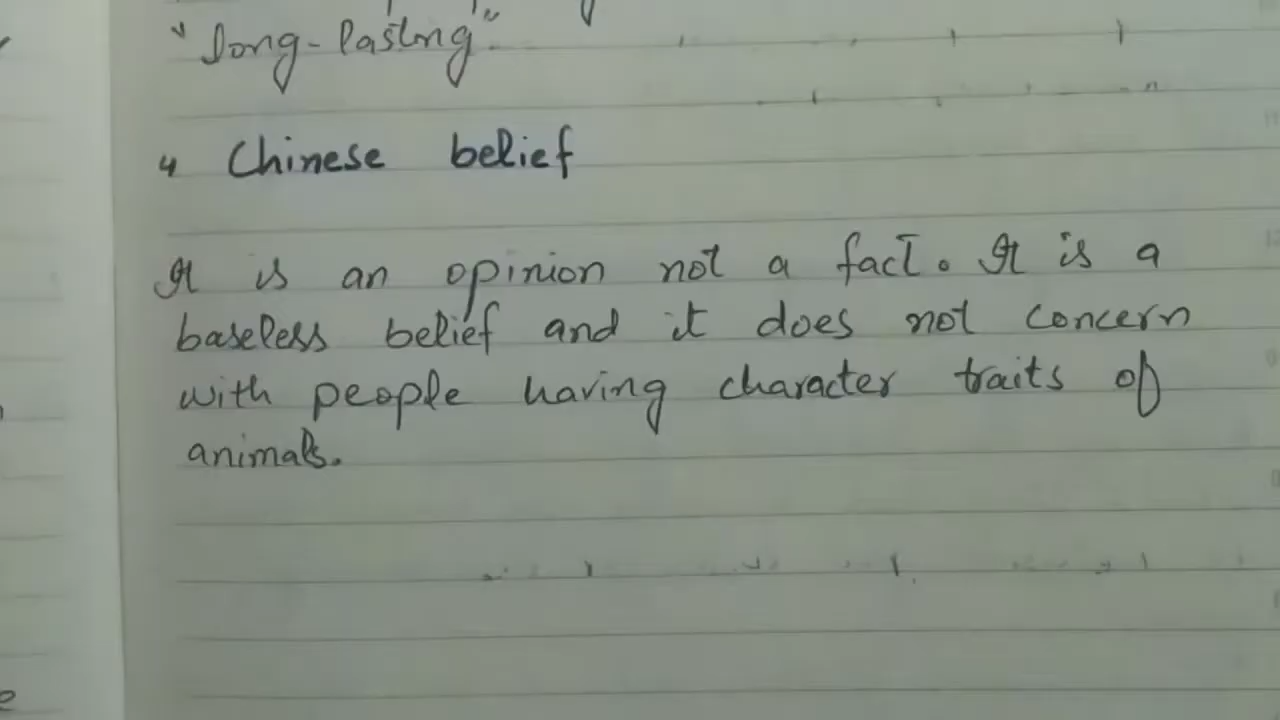 "long-lasting"
4 Chinese belief
It is an opinion not a fact. It is a
baseless belief and it does not concern
with people having character traits of
animals.